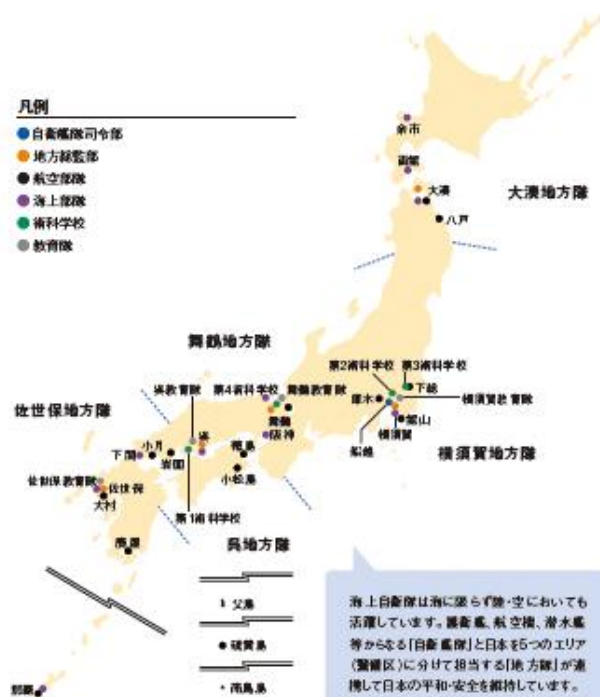 凡例
自衛艦隊司令部
地方総監部
航空部隊
海上部隊
術科学校
教育隊
余市
函館
大湊
大湊地方隊
八戸
舞鶴地方隊
第2術科学校
第3術科学校
呉教育隊
第4術科学校
舞鶴教育隊
下総
厚木
横須賀教育隊
佐世保地方隊
舞鶴
館山
呉
阪神
横須賀
小月
徳島
船越
横須賀地方隊
下関
岩国
小松島
佐世保教育隊
佐世保
大村
第1術科学校
呉地方隊
鹿屋
父島
硫黄島
南鳥島
那覇
海上自衛隊は海に限らず陸・空においても
活躍しています。護衛艦、航空機、潜水艦
等からなる「自衛艦隊」と日本を5つのエリア
(警備区)に分けて担当する「地方隊」が連
携して日本の平和・安全を維持しています。